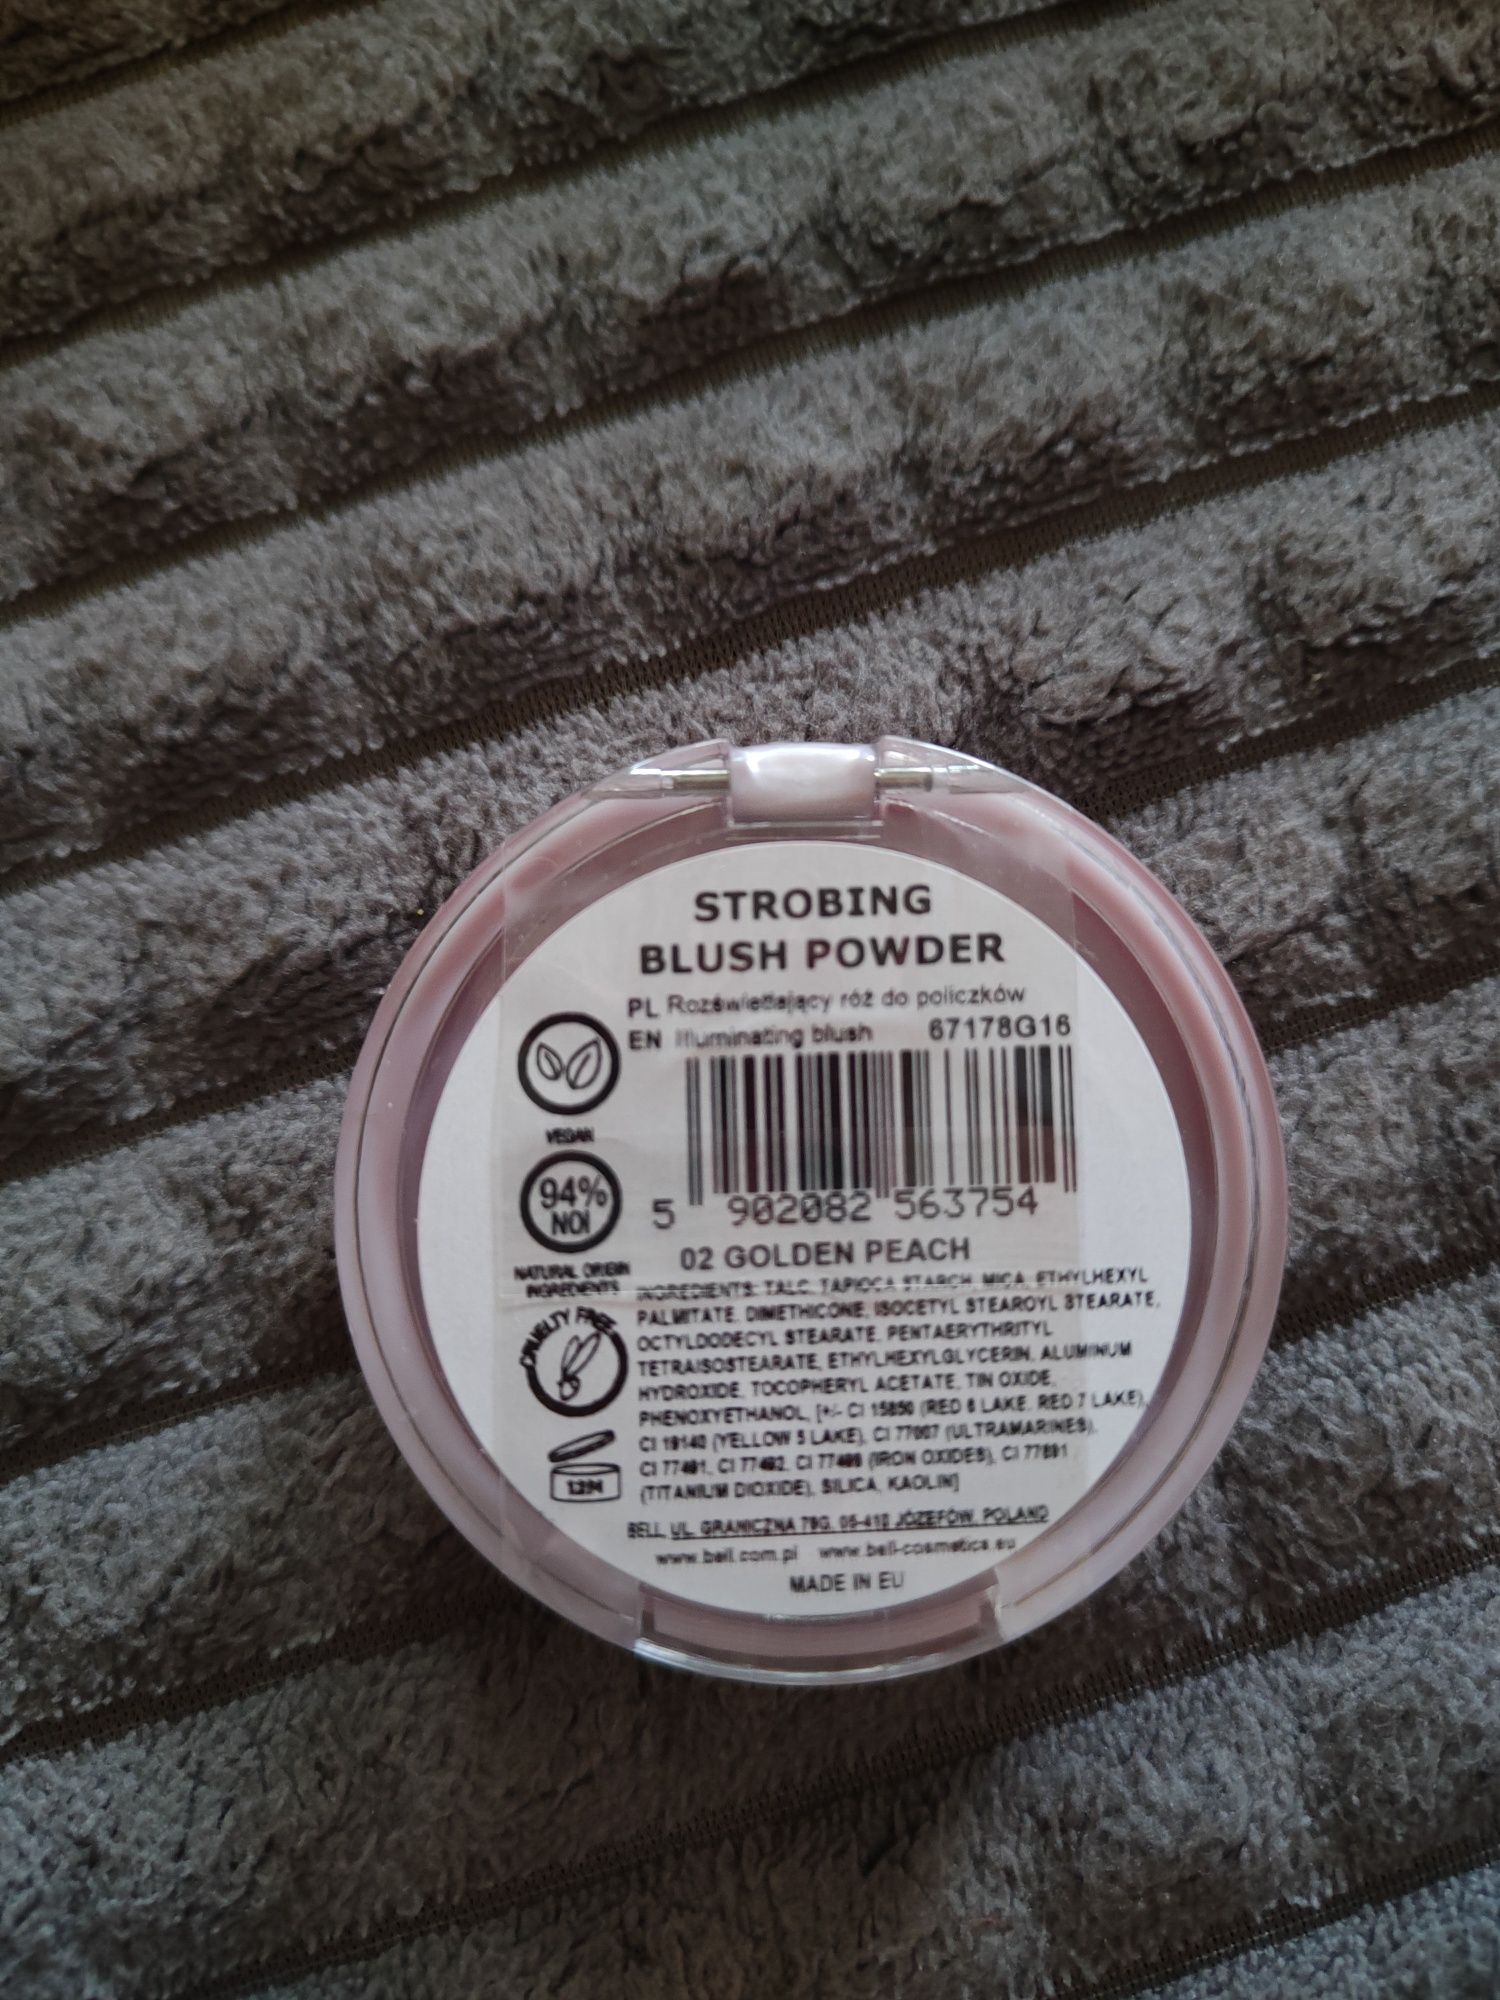 STROBING
BLUSH POWDER
PL Rozświetlający róż do policzków
EN Illuminating blush 67178G16
VEGAN
94%
NOI
NATURAL ORIGIN
INGREDIENTS
CRUELTY FREE
12M
5 902082 563754
02 GOLDEN PEACH
INGREDIENTS: TALC, TAPIOCA STARCH, MICA, ETHYLHEXYL
PALMITATE, DIMETHICONE, ISOCETYL STEAROYL STEARATE,
OCTYLDODECYL STEARATE, PENTAERYTHRITYL
TETRAISOSTEARATE, ETHYLHEXYLGLYCERIN, ALUMINUM
HYDROXIDE, TOCOPHERYL ACETATE, TIN OXIDE,
PHENOXYETHANOL, [+/- CI 15850 (RED 6 LAKE, RED 7 LAKE),
CI 19140 (YELLOW 5 LAKE), CI 77007 (ULTRAMARINES),
CI 77491, CI 77492, CI 77499 (IRON OXIDES), CI 77891
(TITANIUM DIOXIDE), SILICA, KAOLIN]
BELL, UL. GRANICZNA 79G, 05-410 JÓZEFÓW, POLAND
www.bell.com.pl www.bell-cosmetics.eu
MADE IN EU